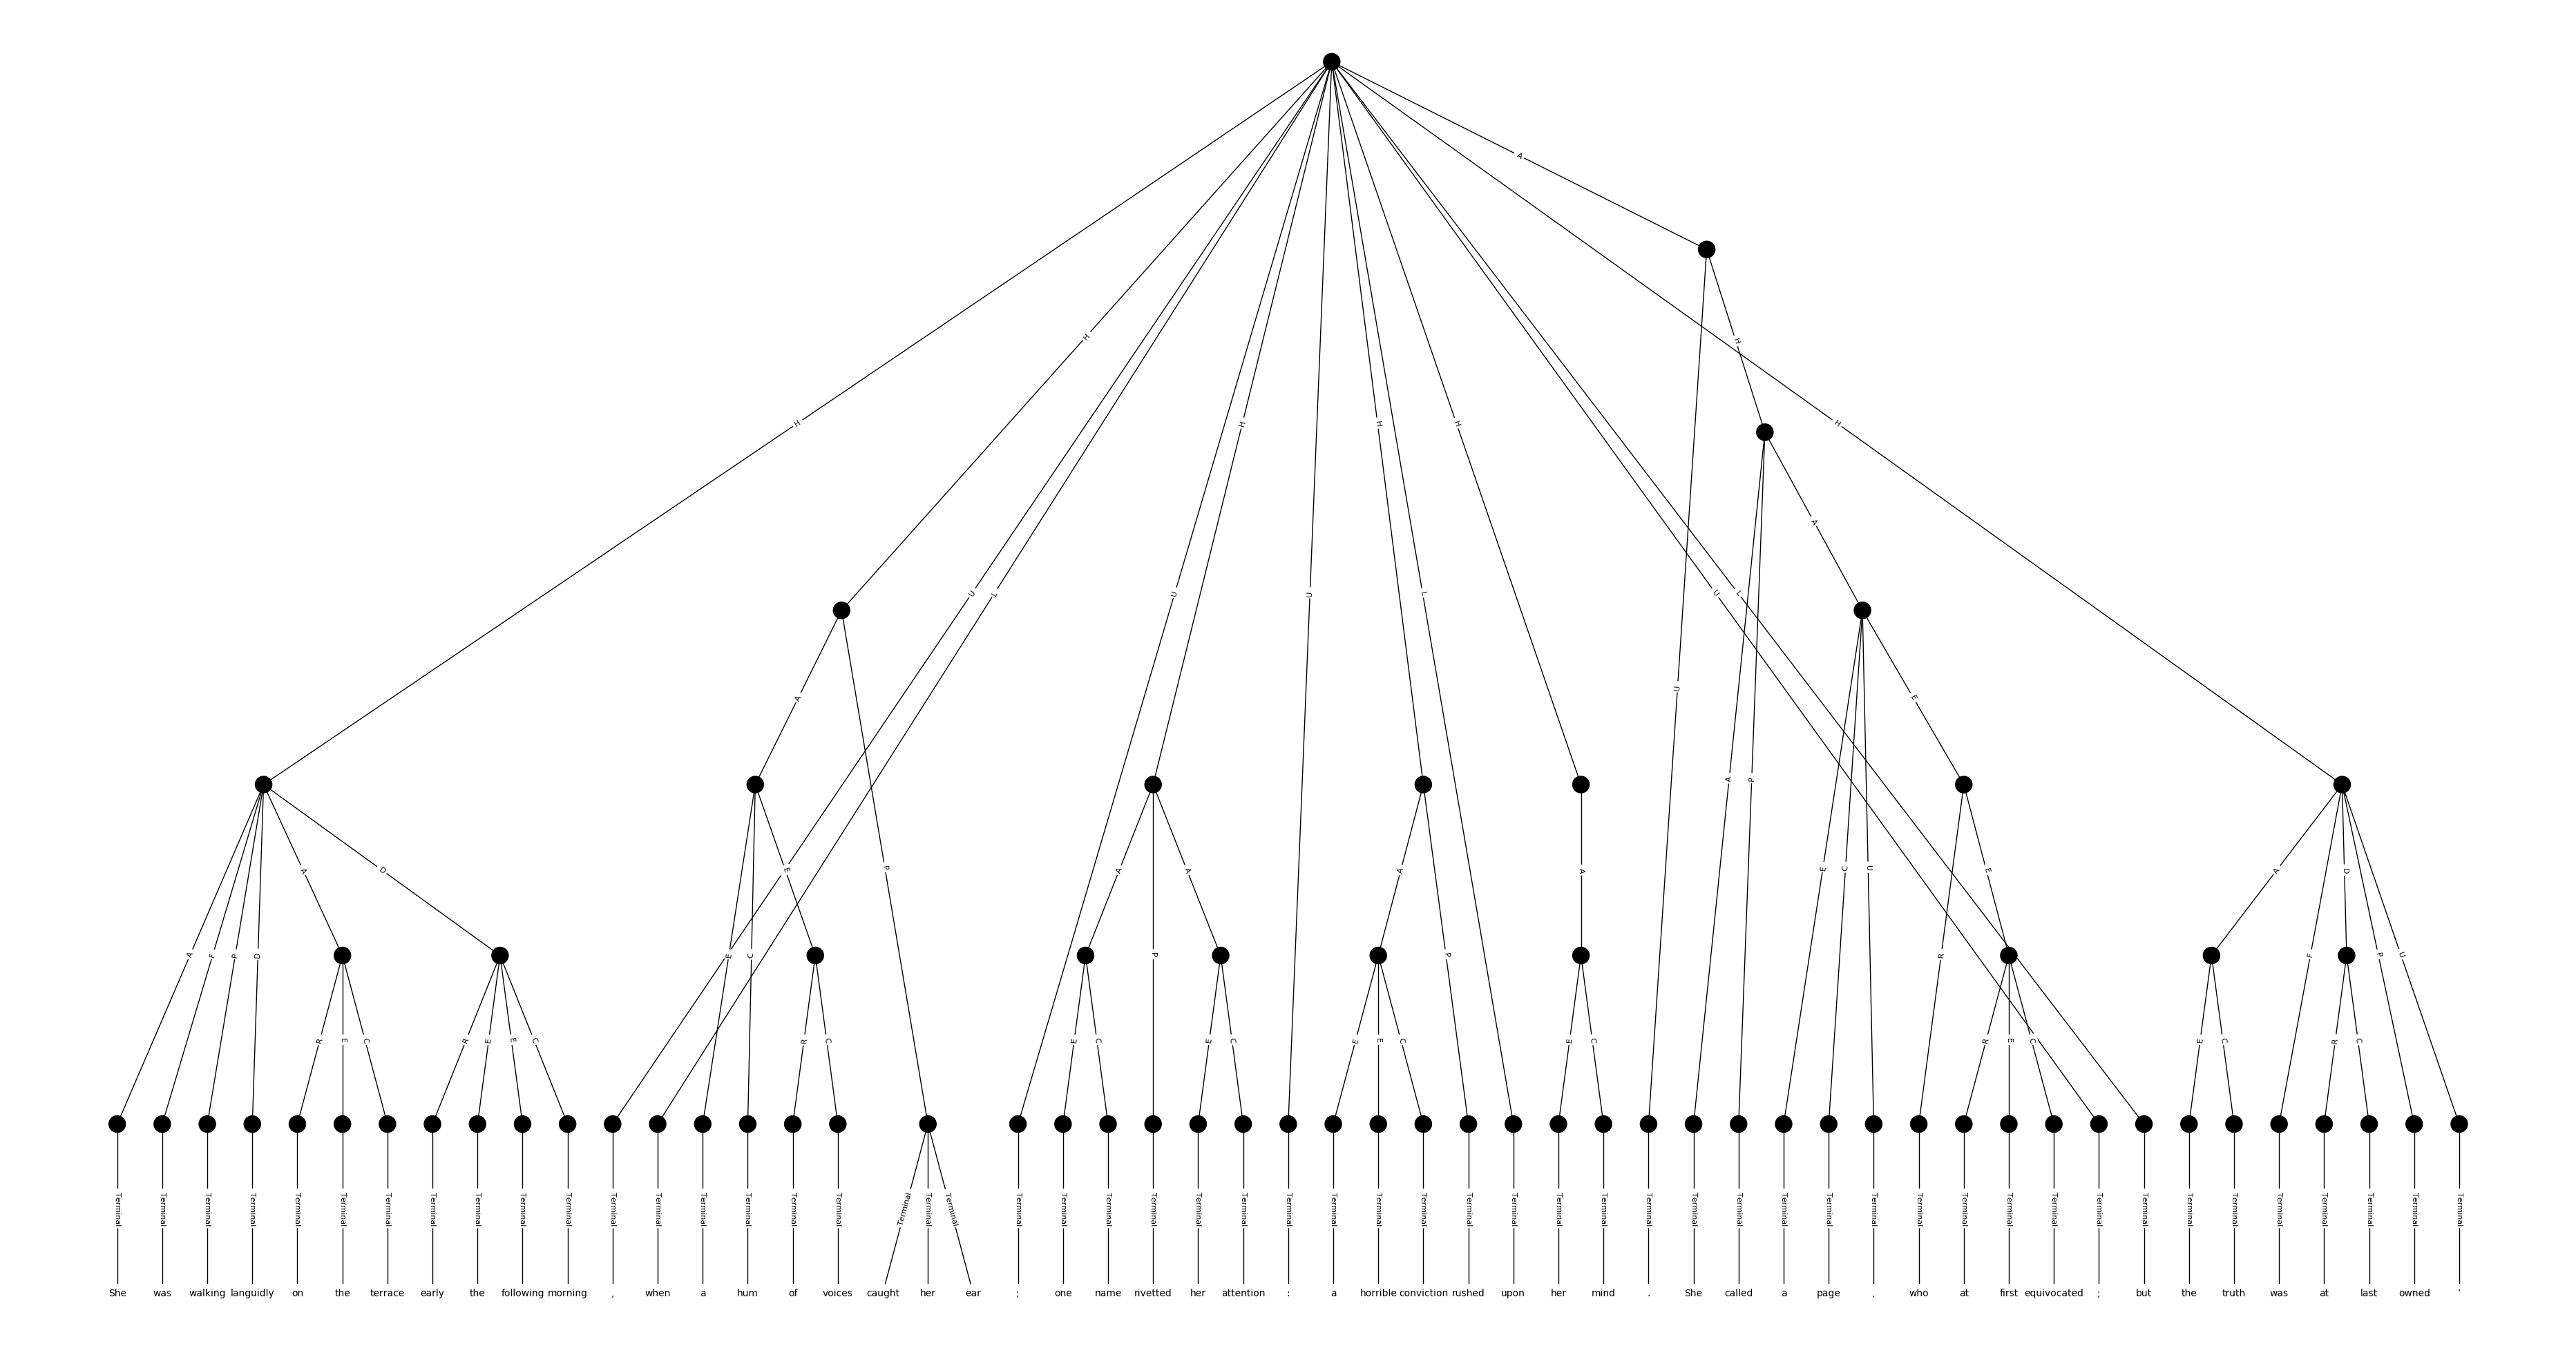 A
H
H
H
H
H
H
H
U
L
U
U
L
U
L
U
H
A
A
P
A
P
E
C
U
E
A
F
P
D
A
D
E
C
E
A
P
A
A
P
A
R
E
A
F
D
P
U
R
E
C
R
E
E
C
R
C
E
C
E
C
E
E
C
E
C
R
E
C
E
C
R
C
Terminal Terminal Terminal Terminal Terminal Terminal Terminal Terminal Terminal Terminal Terminal Terminal Terminal Terminal Terminal Terminal Terminal Terminal Terminal Terminal Terminal Terminal Terminal Terminal Terminal Terminal Terminal Terminal Terminal Terminal Terminal Terminal Terminal Terminal Terminal Terminal Terminal Terminal Terminal Terminal Terminal Terminal Terminal Terminal Terminal Terminal Terminal Terminal Terminal Terminal Terminal Terminal Terminal
She was walking languidly on the terrace early the following morning , when a hum of voices caught her ear ; one name rivetted her attention : a horrible conviction rushed upon her mind . She called a page , who at first equivocated ; but the truth was at last owned '